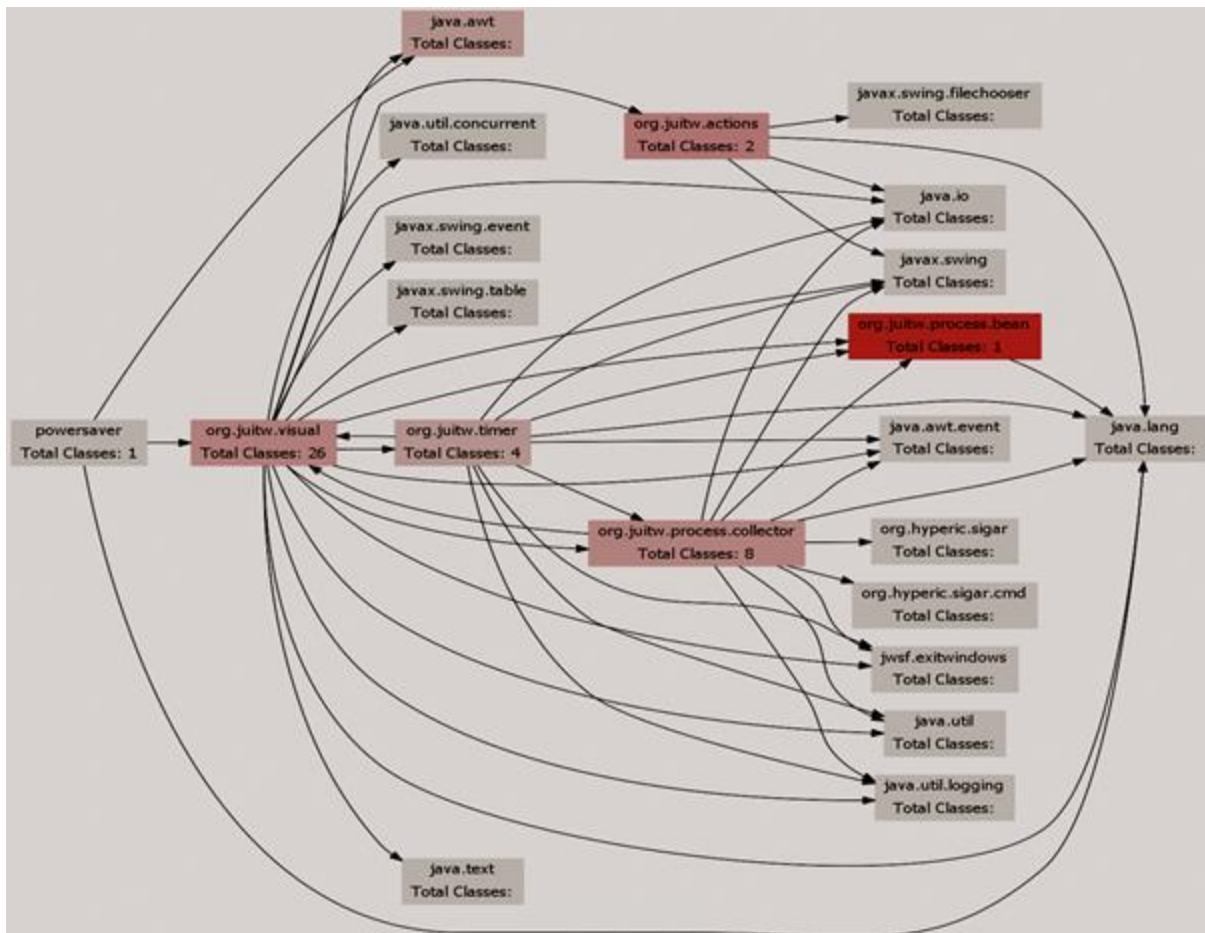 java.awt
Total Classes:
java.util.concurrent
Total Classes:
javax.swing.event
Total Classes:
javax.swing.table
Total Classes:
powersaver
Total Classes: 1
org.juitw.visual
Total Classes: 26
org.juitw.timer
Total Classes: 4
org.juitw.actions
Total Classes: 2
org.juitw.process.collector
Total Classes: 8
javax.swing.filechooser
Total Classes:
java.io
Total Classes:
javax.swing
Total Classes:
org.juitw.process.bean
Total Classes: 1
java.awt.event
Total Classes:
java.lang
Total Classes:
org.hyperic.sigar
Total Classes:
org.hyperic.sigar.cmd
Total Classes:
jwsf.exitwindows
Total Classes:
java.util
Total Classes:
java.util.logging
Total Classes:
java.text
Total Classes: